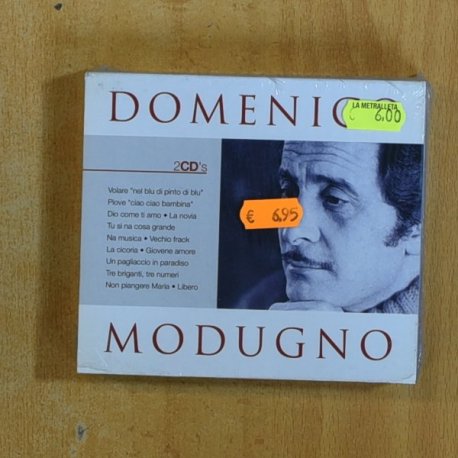 DOMENICO
LA METRALLETA
€ 6,00
2CD's
Volare "nel blu di pinto di blu"
Piove "ciao ciao bambina"
Dio come ti amo • La novia
Tu si na cosa grande
Na musica • Vechio frack
La cicoria • Giovene amore
Un pagliaccio in paradiso
Tre briganti, tre numeri
Non piangere Maria • Libero
€ 6,95
MODUGNO